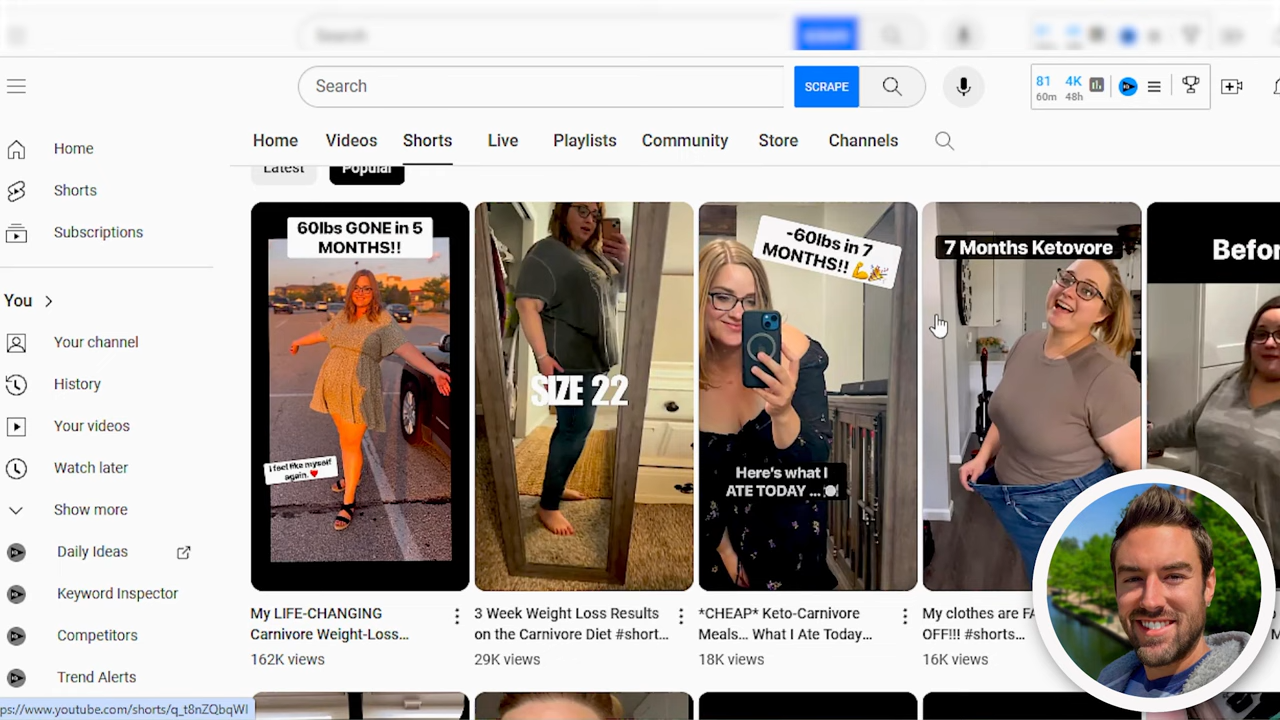 Search
SCRAPE
81
60m
4K
48h
Home
Videos
Shorts
Live
Playlists
Community
Store
Channels
Latest
Popular
Home
Shorts
Subscriptions
You
Your channel
History
Your videos
Watch later
Show more
Daily Ideas
Keyword Inspector
Competitors
Trend Alerts
60lbs GONE in 5
MONTHS!!
I feel like myself
again. ❤️
My LIFE-CHANGING
Carnivore Weight-Loss...
162K views
SIZE 22
3 Week Weight Loss Results
on the Carnivore Diet #short...
29K views
-60lbs in 7
MONTHS!! 💪🎉
Here's what I
ATE TODAY ... 🍽️
*CHEAP* Keto-Carnivore
Meals... What I Ate Today...
18K views
7 Months Ketovore
My clothes are FA
OFF!!! #shorts...
16K views
Befor
ps://www.youtube.com/shorts/q_t8nZQbqWI